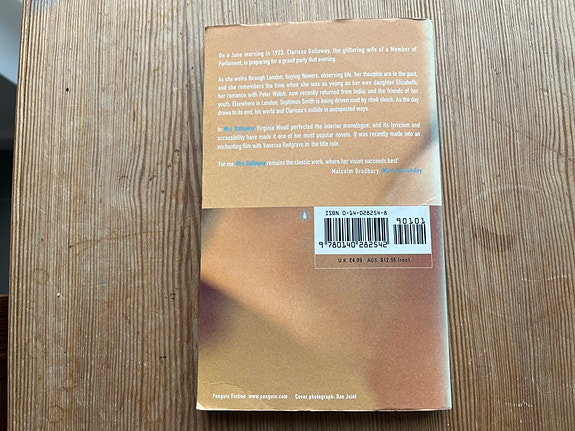 On a June morning in 1923, Clarissa Dalloway, the glittering wife of a Member of
Parliament, is preparing for a grand party that evening.
As she walks through London, buying flowers, observing life, her thoughts are in the past,
and she remembers the time when she was as young as her own daughter Elizabeth;
her romance with Peter Walsh, now recently returned from India; and the friends of her
youth. Elsewhere in London, Septimus Smith is being driven mad by shell shock. As the day
draws to its end, his world and Clarissa's collide in unexpected ways.
In Mrs Dalloway Virginia Woolf perfected the interior monologue, and its lyricism and
accessibility have made it one of her most popular novels. It was recently made into an
enchanting film with Vanessa Redgrave in the title role.
'For me, Mrs Dalloway remains the classic work, where her vision succeeds best'
Malcolm Bradbury,
ISBN 0-14-028254-8
90101
9 780140 282542
U.K. £4.99 AUS. $12.95 (rec)
Penguin Fiction www.penguin.com Cover photograph: Dan Joint